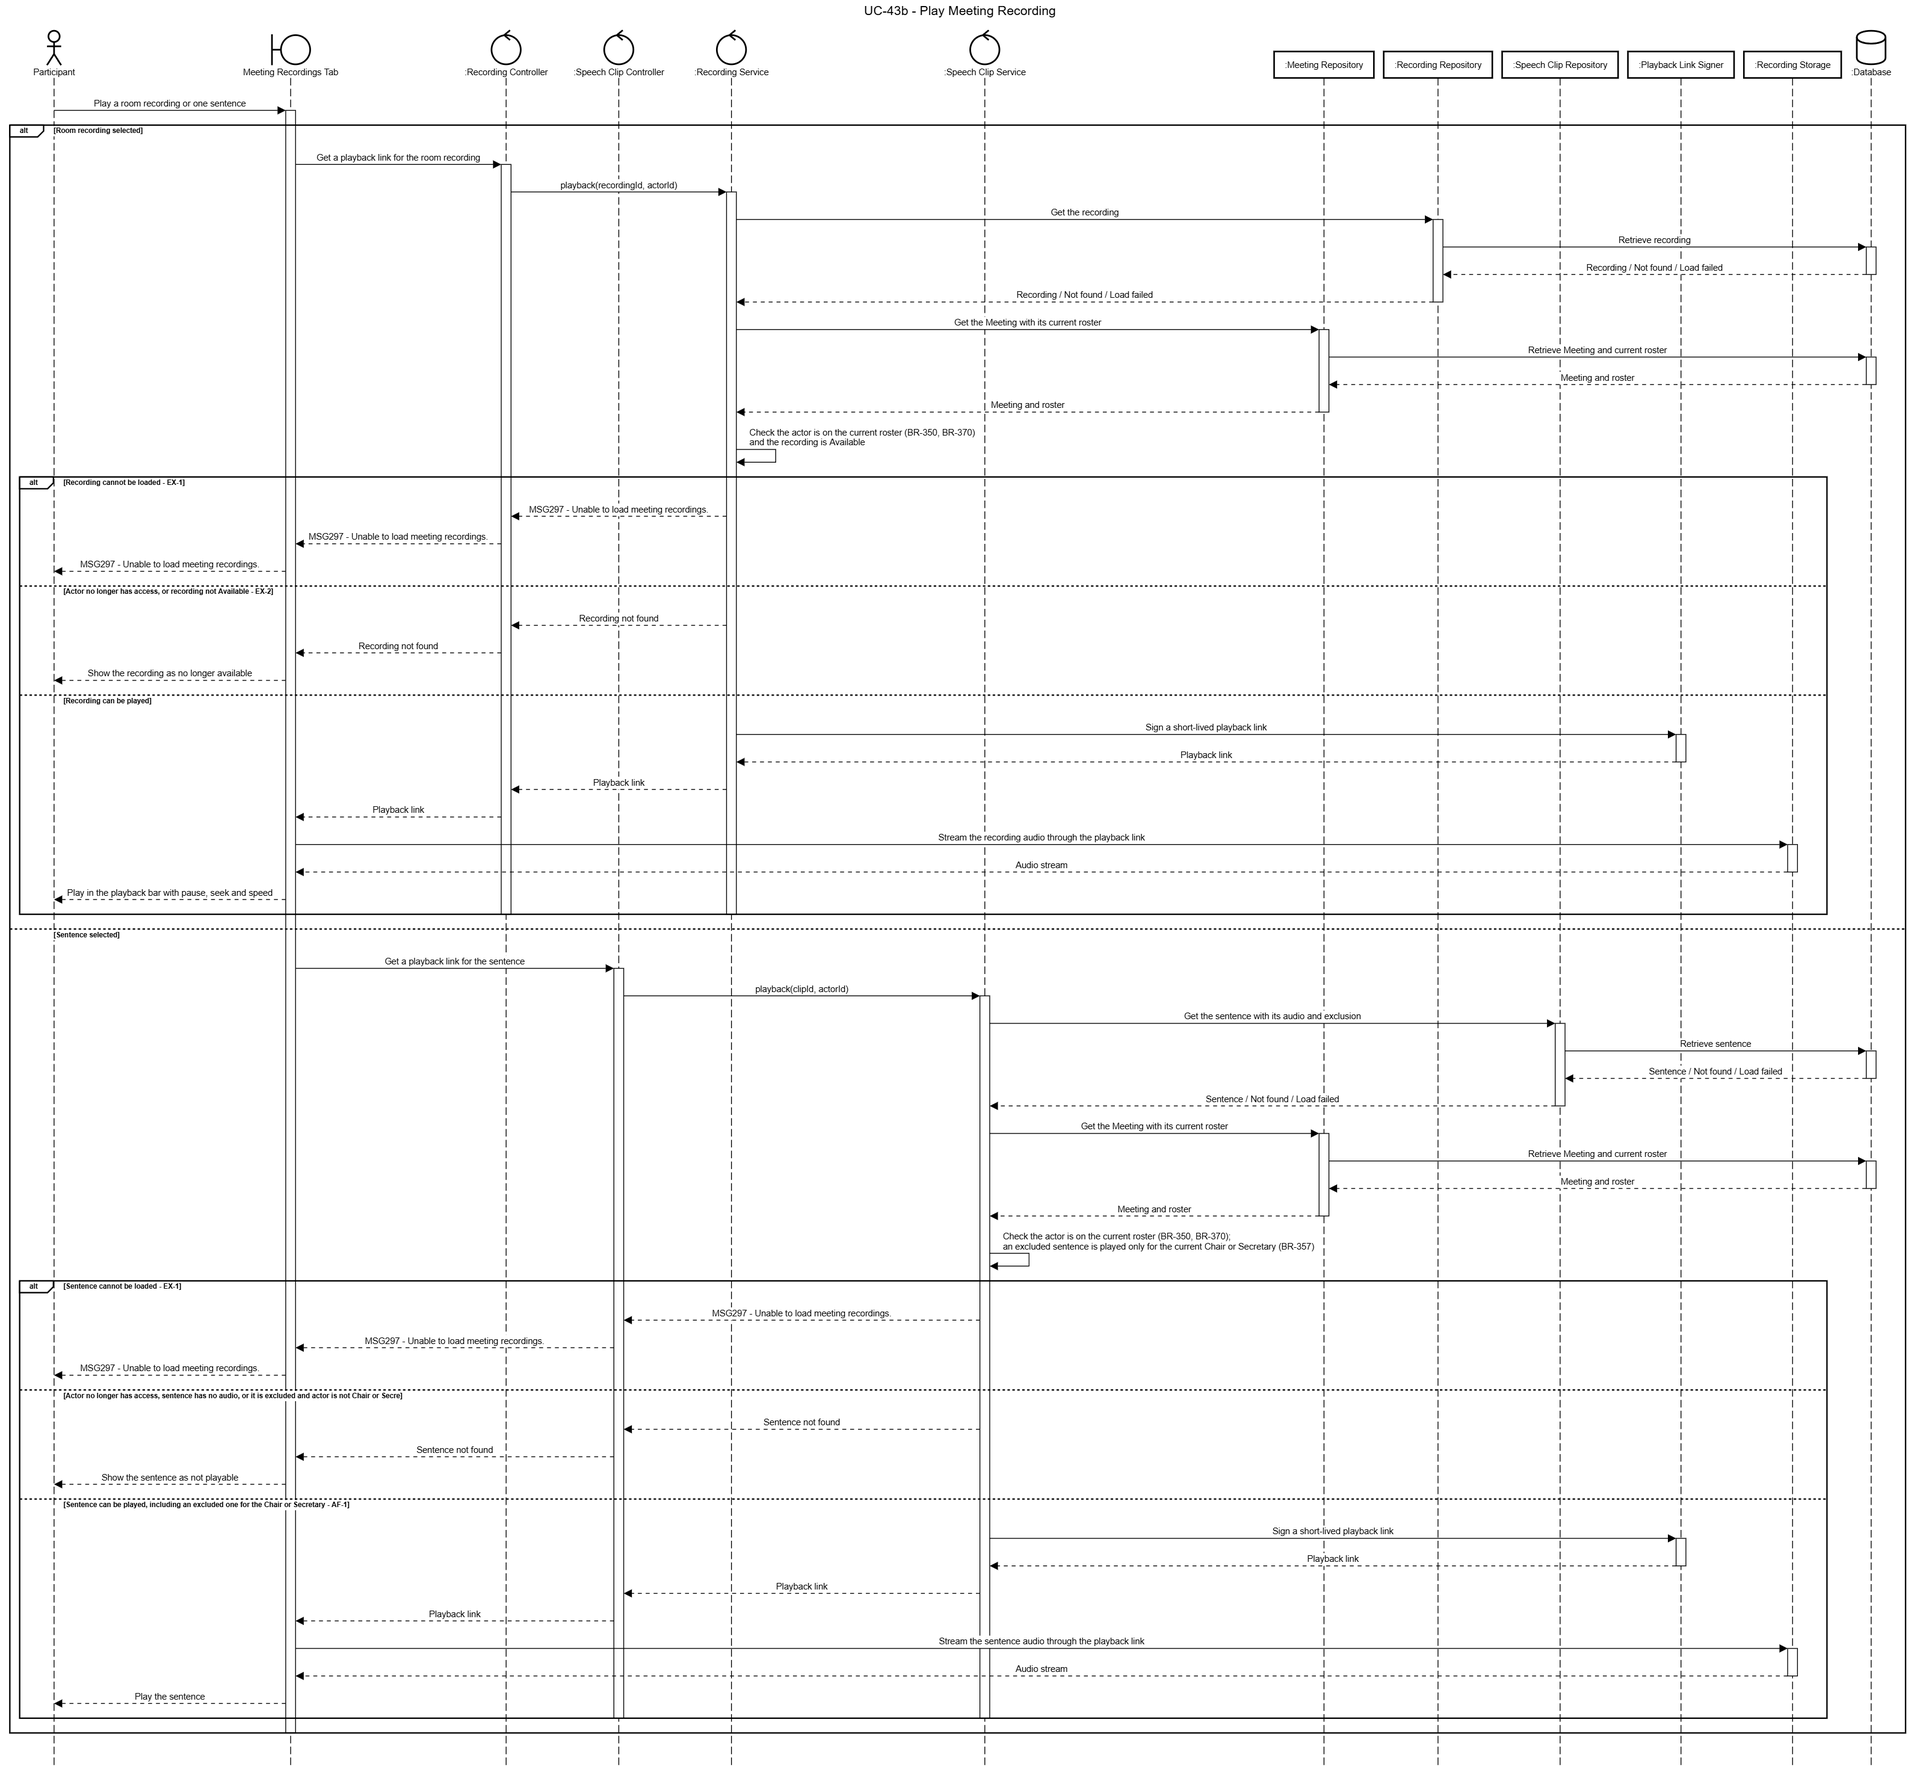 UC-43b - Play Meeting Recording
Participant
Meeting Recordings Tab
:Recording Controller
:Speech Clip Controller
:Recording Service
:Speech Clip Service
:Meeting Repository
:Recording Repository
:Speech Clip Repository
:Playback Link Signer
:Recording Storage
:Database
Play a room recording or one sentence
alt
[Room recording selected]
Get a playback link for the room recording
playback(recordingId, actorId)
Get the recording
Retrieve recording
Recording / Not found / Load failed
Recording / Not found / Load failed
Get the Meeting with its current roster
Retrieve Meeting and current roster
Meeting and roster
Meeting and roster
Check the actor is on the current roster (BR-350, BR-370)
and the recording is Available
alt
[Recording cannot be loaded - EX-1]
MSG297 - Unable to load meeting recordings.
MSG297 - Unable to load meeting recordings.
MSG297 - Unable to load meeting recordings.
[Actor no longer has access, or recording not Available - EX-2]
Recording not found
Recording not found
Show the recording as no longer available
[Recording can be played]
Sign a short-lived playback link
Playback link
Playback link
Playback link
Stream the recording audio through the playback link
Audio stream
Play in the playback bar with pause, seek and speed
[Sentence selected]
Get a playback link for the sentence
playback(clipId, actorId)
Get the sentence with its audio and exclusion
Retrieve sentence
Sentence / Not found / Load failed
Sentence / Not found / Load failed
Get the Meeting with its current roster
Retrieve Meeting and current roster
Meeting and roster
Meeting and roster
Check the actor is on the current roster (BR-350, BR-370);
an excluded sentence is played only for the current Chair or Secretary (BR-357)
alt
[Sentence cannot be loaded - EX-1]
MSG297 - Unable to load meeting recordings.
MSG297 - Unable to load meeting recordings.
MSG297 - Unable to load meeting recordings.
[Actor no longer has access, sentence has no audio, or it is excluded and actor is not Chair or Secre]
Sentence not found
Sentence not found
Show the sentence as not playable
[Sentence can be played, including an excluded one for the Chair or Secretary - AF-1]
Sign a short-lived playback link
Playback link
Playback link
Playback link
Stream the sentence audio through the playback link
Audio stream
Play the sentence